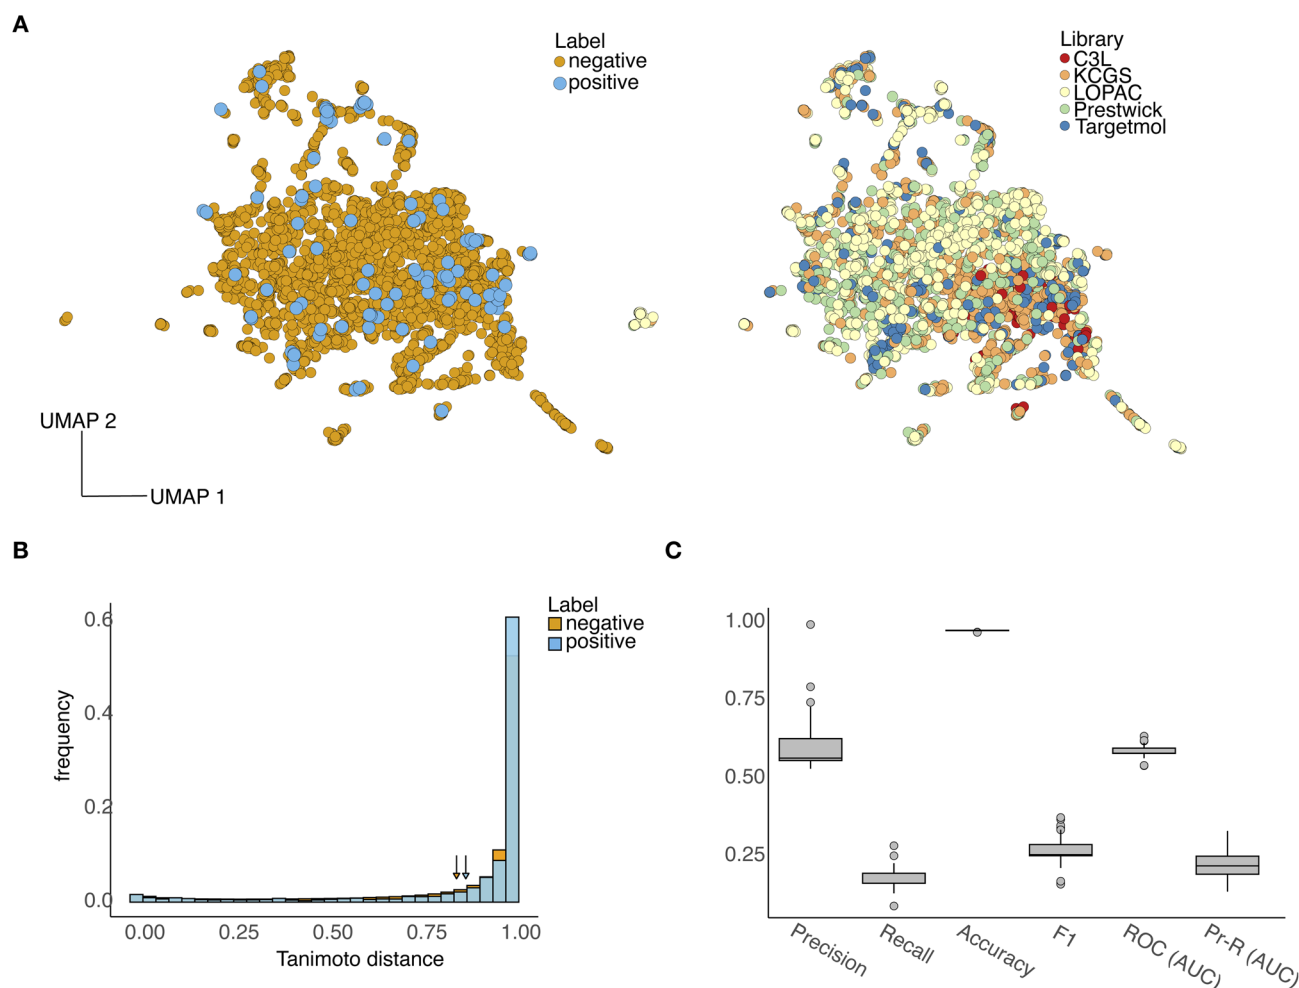 A
Label
negative
positive
Library
C3L
KCGS
LOPAC
Prestwick
Targetmol
UMAP 2
UMAP 1
B
Label
negative
positive
frequency
0.6
0.4
0.2
0.0
0.00 0.25 0.50 0.75 1.00
Tanimoto distance
C
1.00
0.75
0.50
0.25
Precision
Recall
Accuracy
F1
ROC (AUC)
Pr-R (AUC)